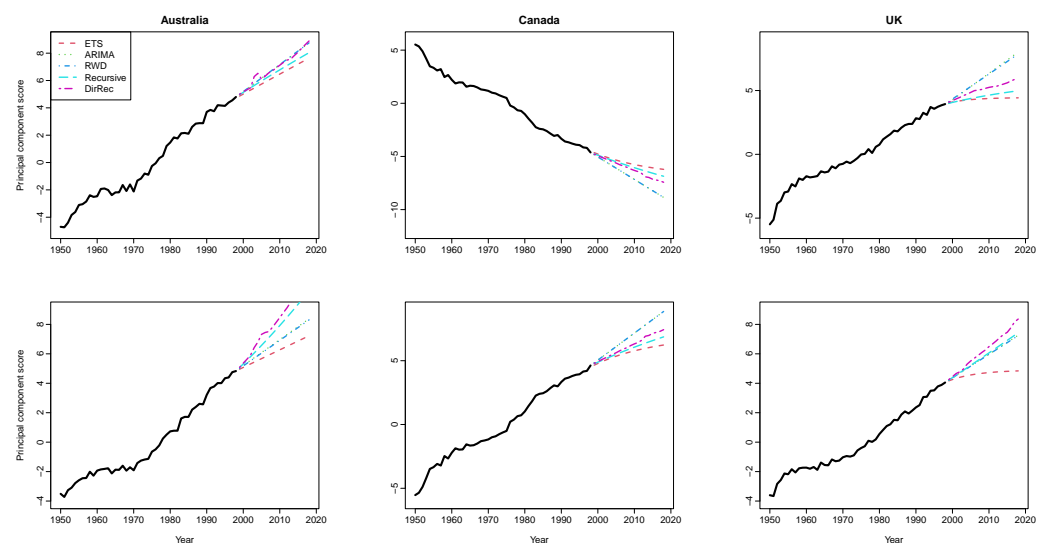 Australia
Canada
UK
Principal component score
−4 −2 0 2 4 6 8
ETS
ARIMA
RWD
Recursive
DirRec
1950 1960 1970 1980 1990 2000 2010 2020
−10 −5 0 5
1950 1960 1970 1980 1990 2000 2010 2020
−5 0 5
1950 1960 1970 1980 1990 2000 2010 2020
Principal component score
−4 −2 0 2 4 6 8
1950 1960 1970 1980 1990 2000 2010 2020
Year
−5 0 5
1950 1960 1970 1980 1990 2000 2010 2020
Year
−4 −2 0 2 4 6 8
1950 1960 1970 1980 1990 2000 2010 2020
Year